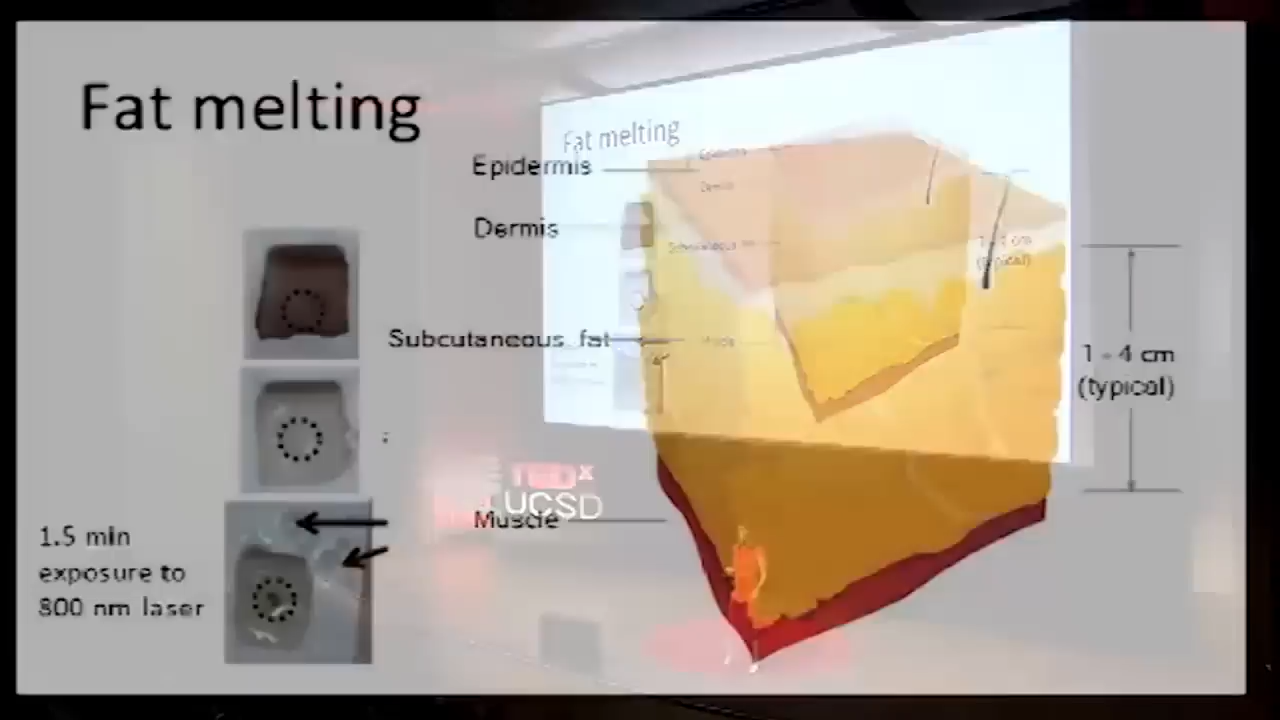 Fat melting
Fat melting
Epidermis
Dermis
Subcutaneous fat
1 - 4 cm
(typical)
TEDx
UCSD
Muscle
1.5 min
exposure to
800 nm laser